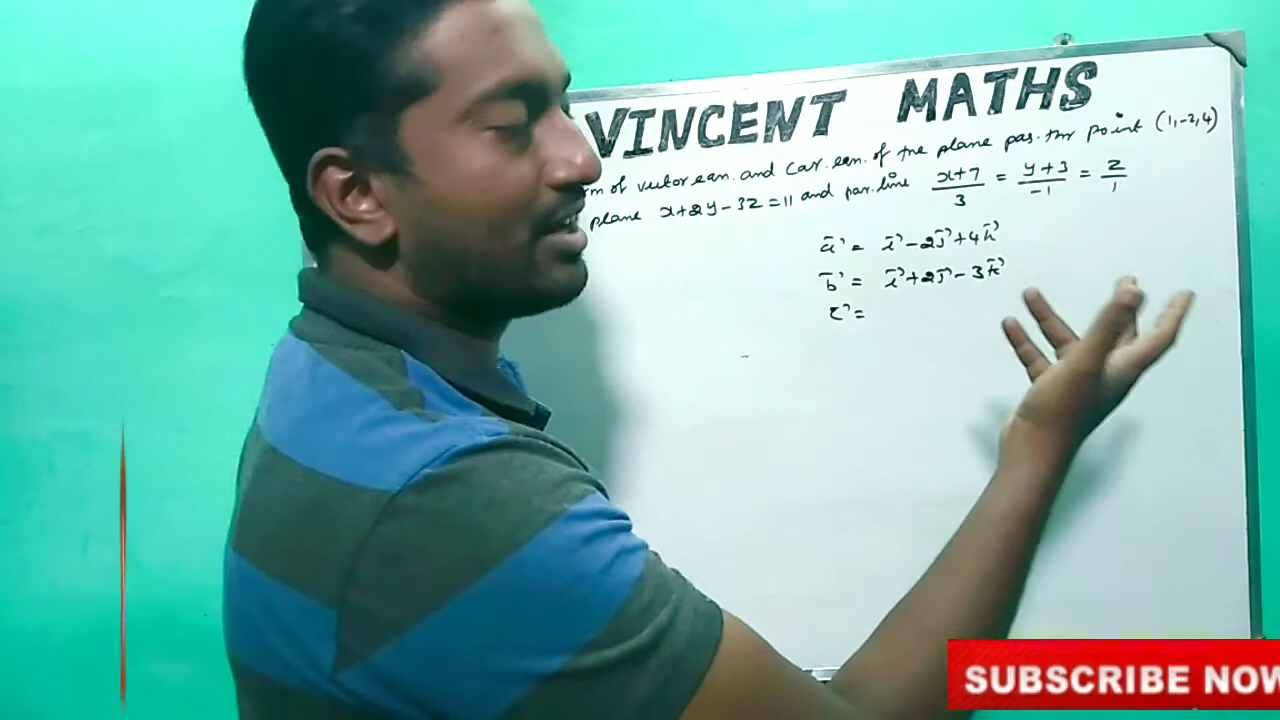 VINCENT MATHS
m of vector eqn. and Car. eqn. of the plane pas. thr point (1,-2,4)
plane x+2y-3z=11 and par. line x+7/3 = y+3/-1 = z/1
a⃗ = i⃗-2j⃗+4k⃗
b⃗ = i⃗+2j⃗-3k⃗
c⃗ =
SUBSCRIBE NOW